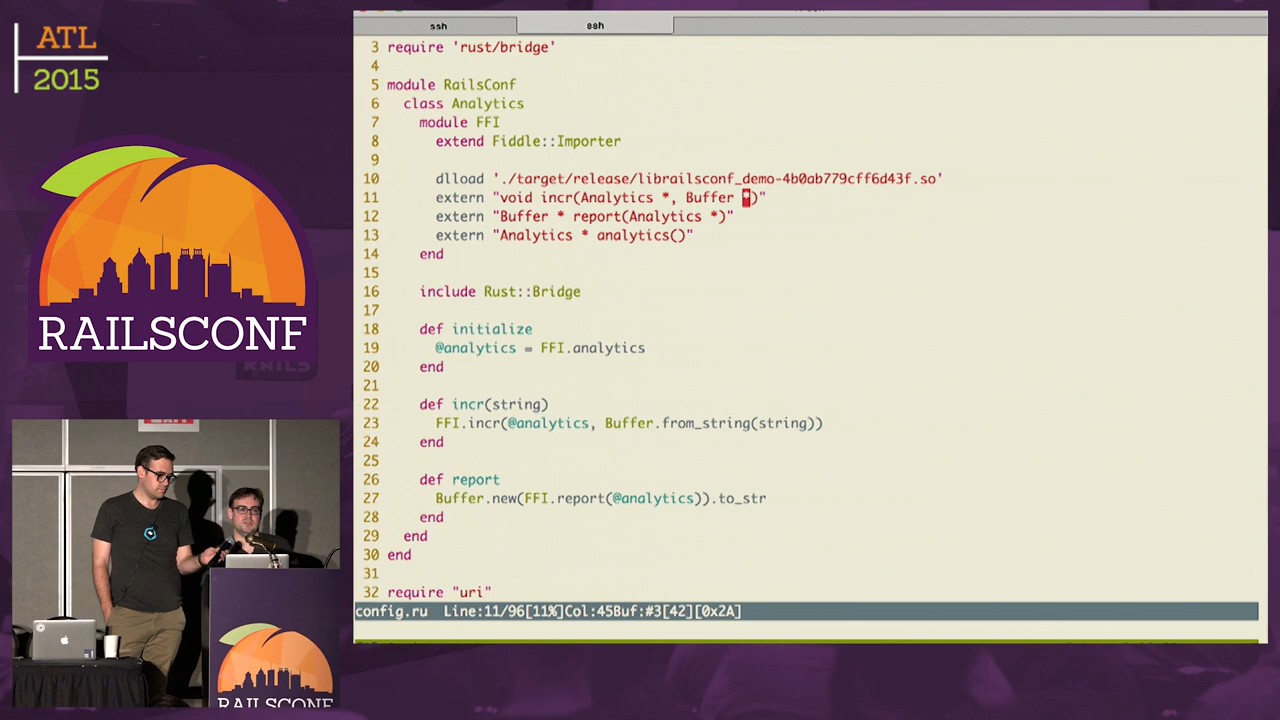 ATL
2015
RAILSCONF
RAILSCONF
ssh
ssh
3 require 'rust/bridge'
4
5 module RailsConf
6 class Analytics
7 module FFI
8 extend Fiddle::Importer
9
10 dlload './target/release/librailsconf_demo-4b0ab779cff6d43f.so'
11 extern "void incr(Analytics *, Buffer *)"
12 extern "Buffer * report(Analytics *)"
13 extern "Analytics * analytics()"
14 end
15
16 include Rust::Bridge
17
18 def initialize
19 @analytics = FFI.analytics
20 end
21
22 def incr(string)
23 FFI.incr(@analytics, Buffer.from_string(string))
24 end
25
26 def report
27 Buffer.new(FFI.report(@analytics)).to_str
28 end
29 end
30 end
31
32 require "uri"
config.ru Line:11/96[11%]Col:45Buf:#3[42][0x2A]